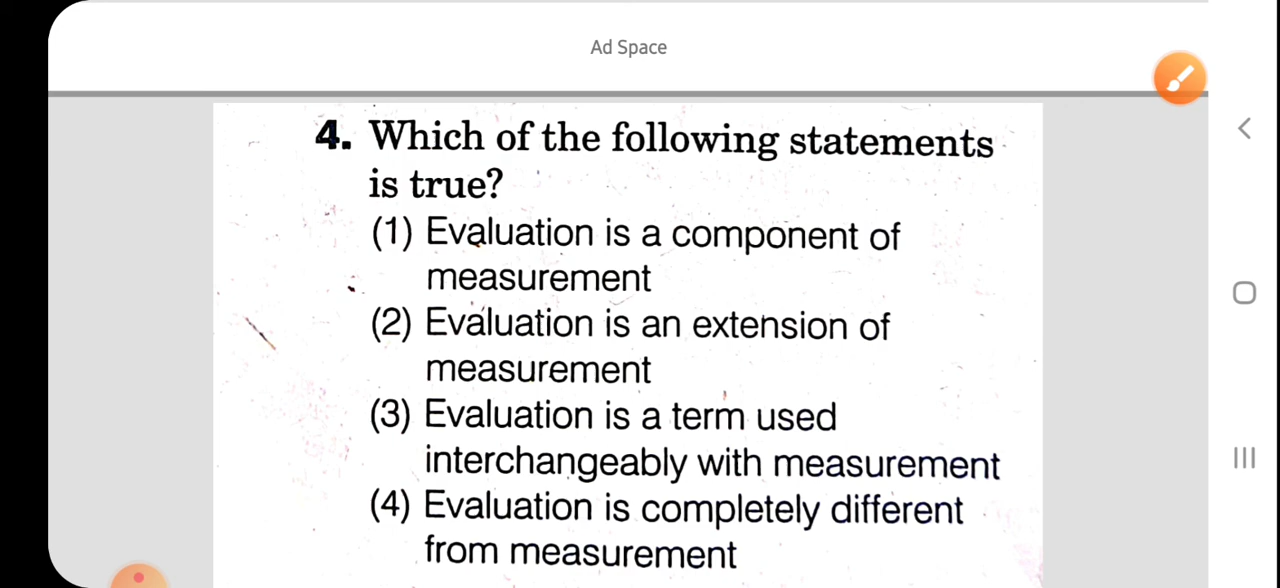 Ad Space
4. Which of the following statements
is true?
(1) Evaluation is a component of
measurement
(2) Evaluation is an extension of
measurement
(3) Evaluation is a term used
interchangeably with measurement
(4) Evaluation is completely different
from measurement